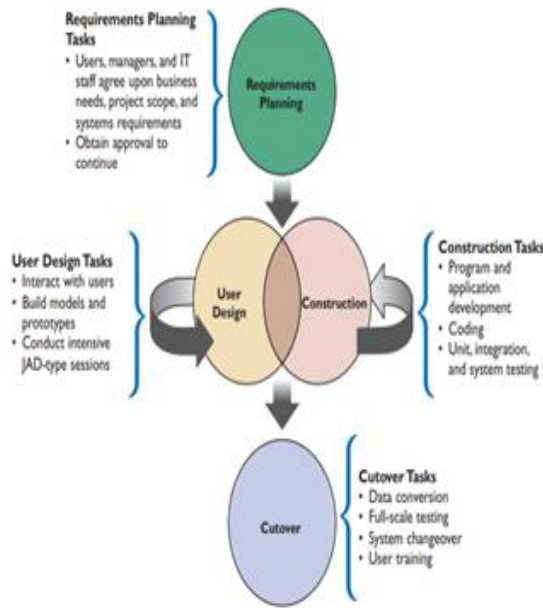 Requirements Planning
Tasks
• Users, managers, and IT
staff agree upon business
needs, project scope, and
systems requirements
• Obtain approval to
continue
Requirements
Planning
User Design Tasks
• Interact with users
• Build models and
prototypes
• Conduct intensive
JAD-type sessions
User
Design
Construction
Construction Tasks
• Program and
application
development
• Coding
• Unit, integration,
and system testing
Cutover
Cutover Tasks
• Data conversion
• Full-scale testing
• System changeover
• User training